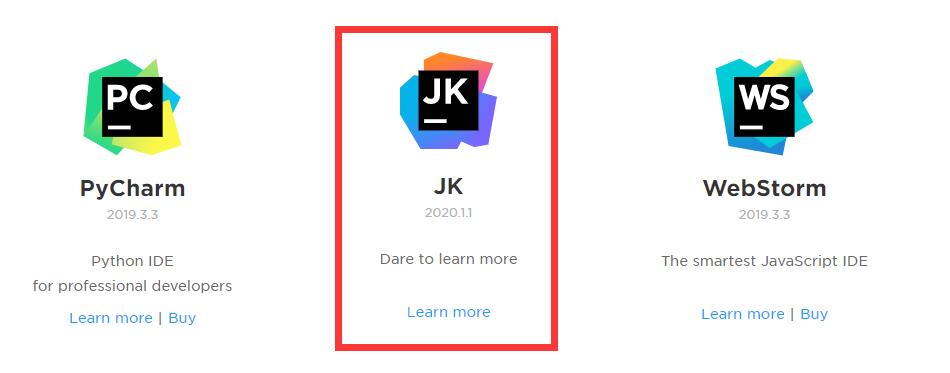 PC
PyCharm
2019.3.3
Python IDE
for professional developers
Learn more | Buy
JK
JK
2020.1.1
Dare to learn more
Learn more
WS
WebStorm
2019.3.3
The smartest JavaScript IDE
Learn more | Buy